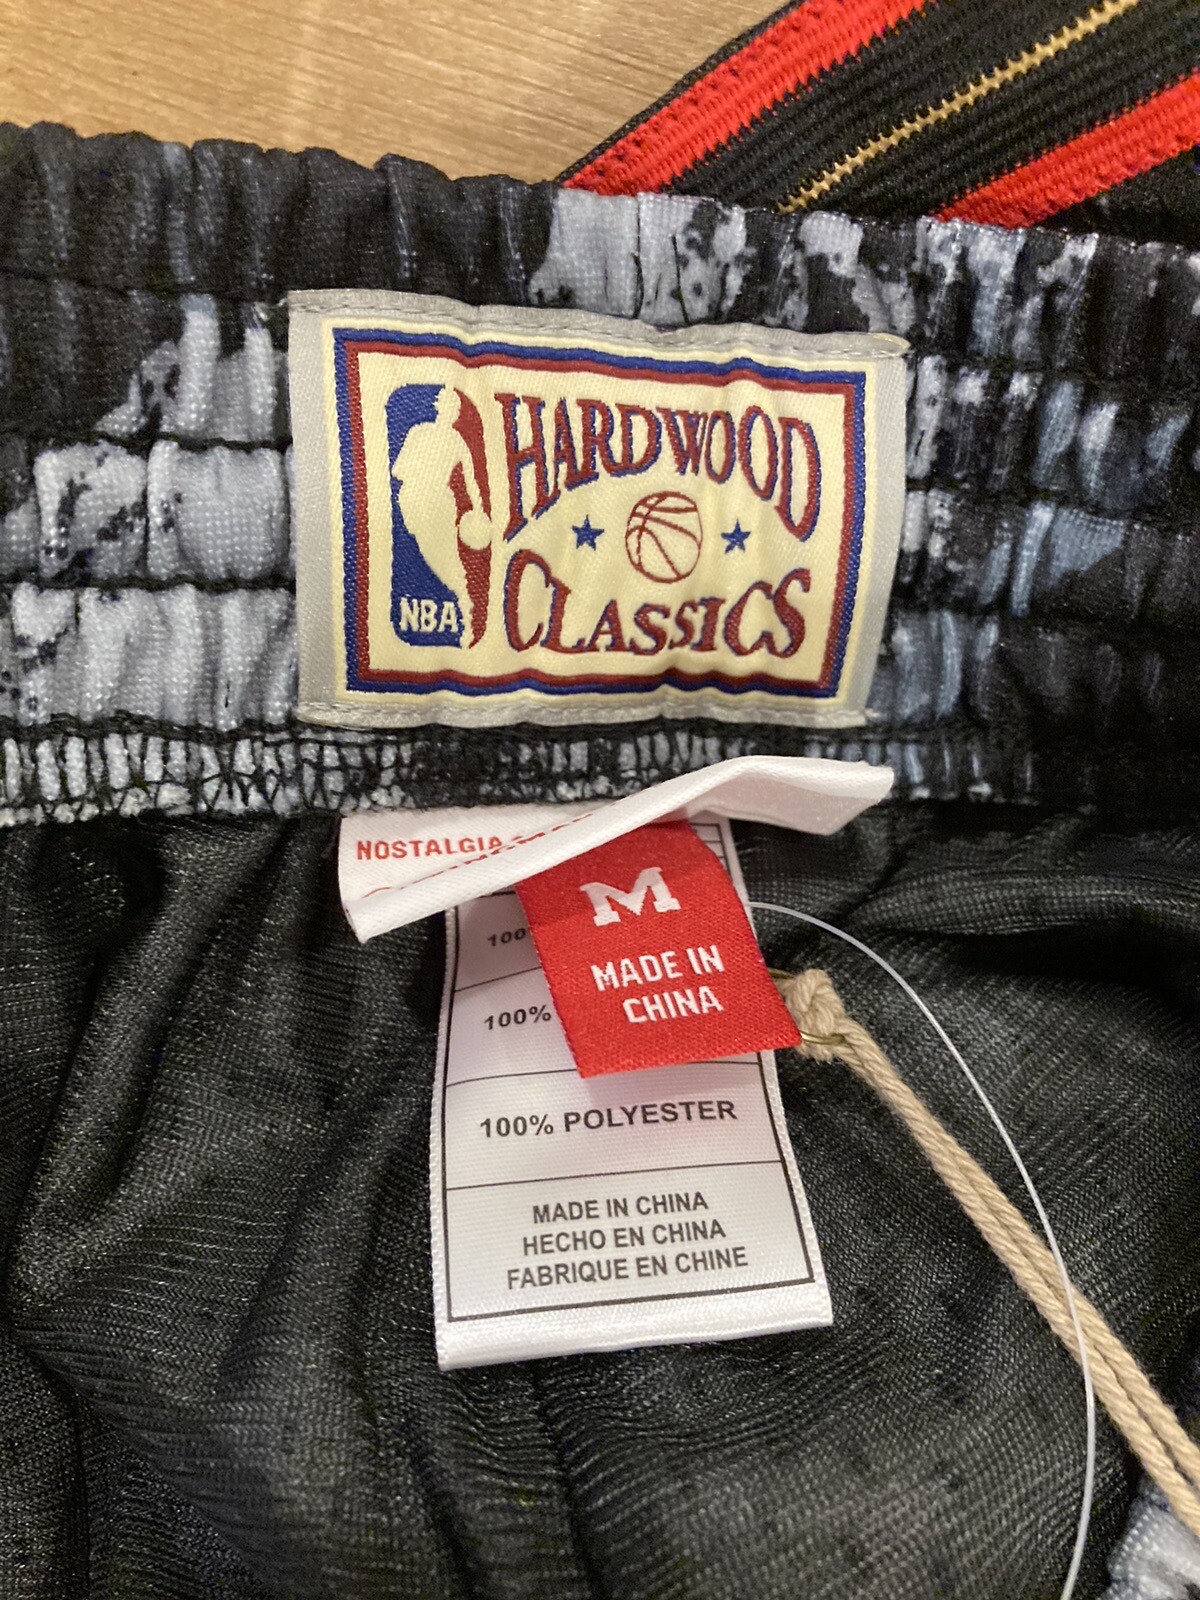 HARDWOOD
CLASSICS
NBA
NOSTALGIA
M
MADE IN
CHINA
100
100%
100% POLYESTER
MADE IN CHINA
HECHO EN CHINA
FABRIQUE EN CHINE